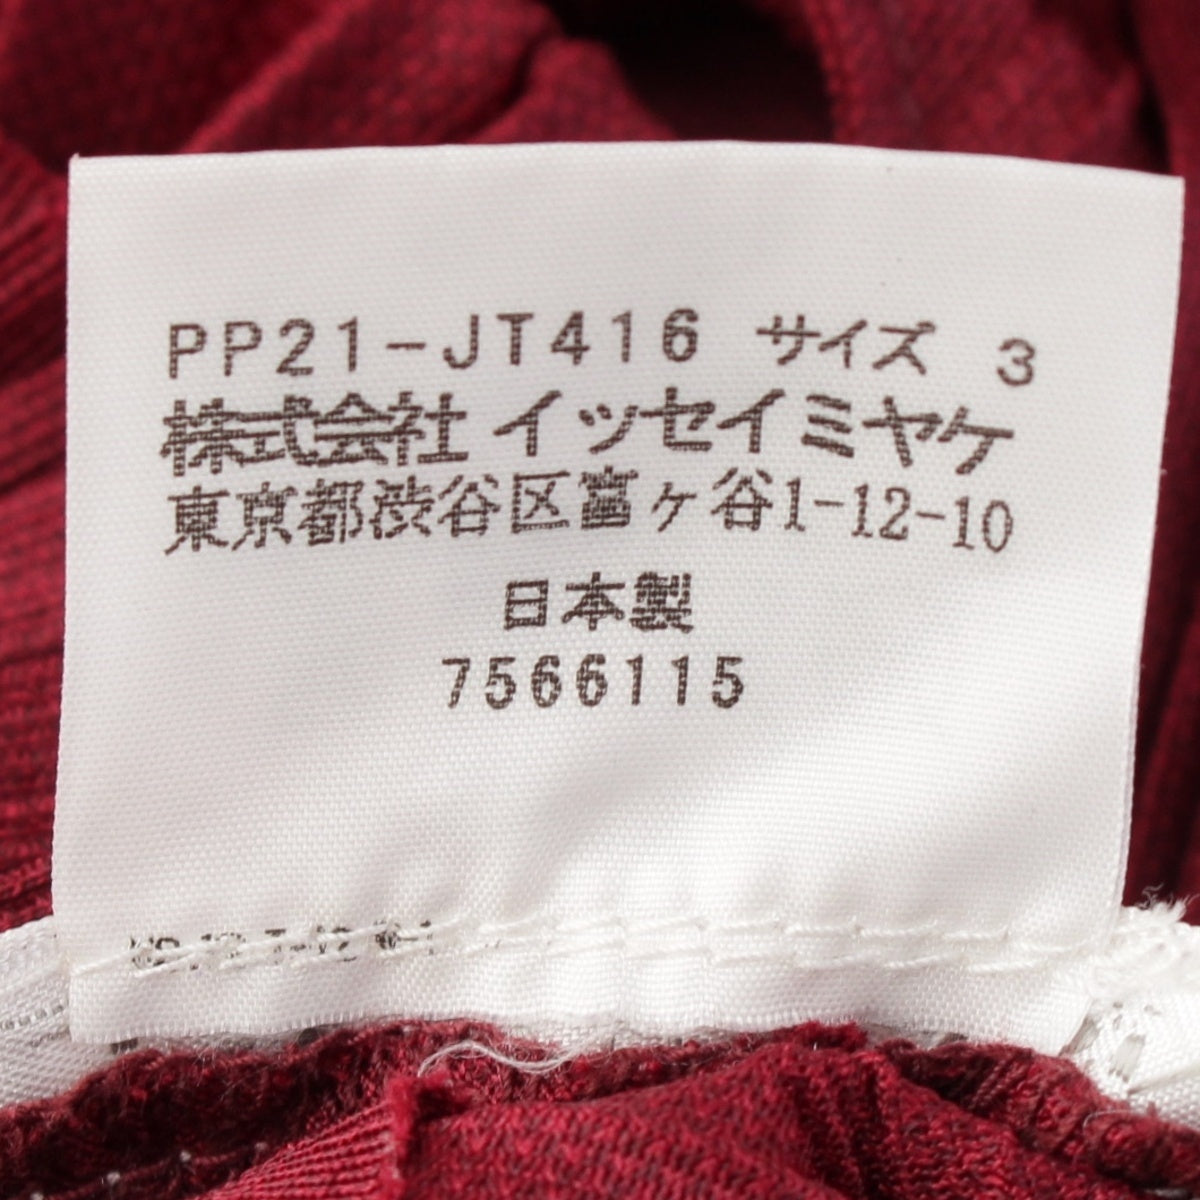 PP21-JT416 サイズ 3
株式会社イッセイミヤケ
東京都渋谷区富ヶ谷1-12-10
日本製
7566115